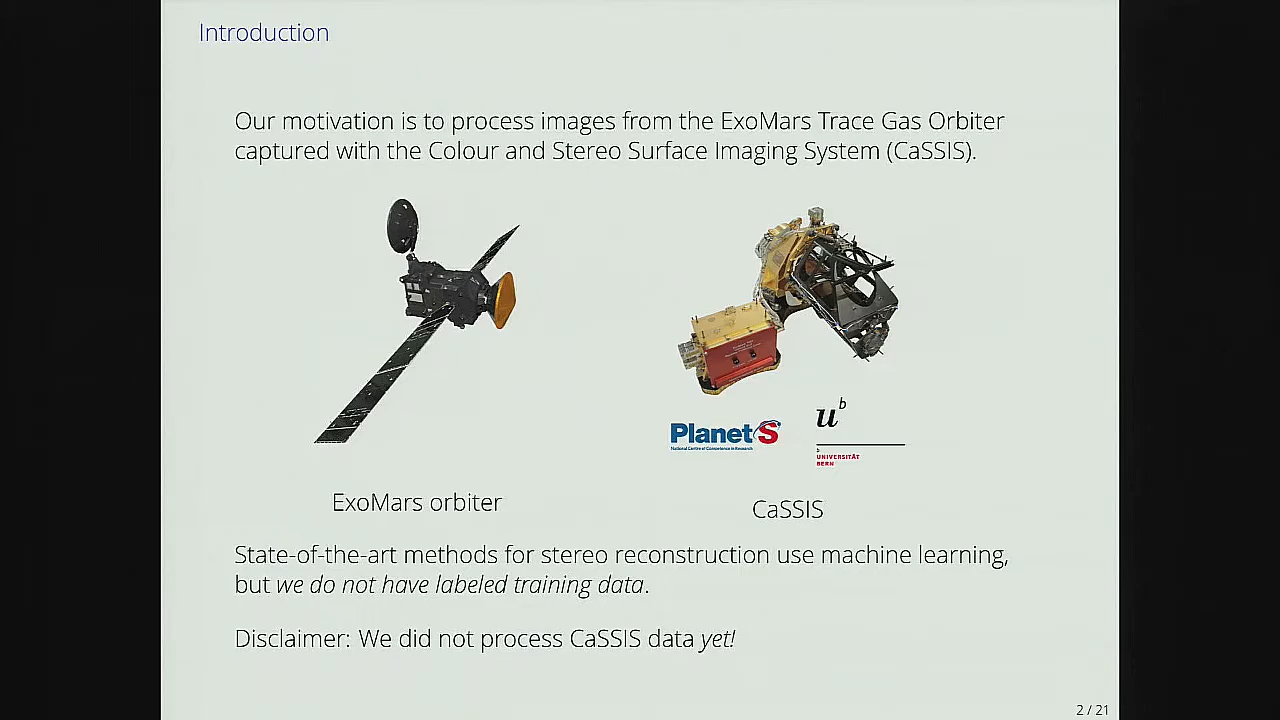 Introduction
Our motivation is to process images from the ExoMars Trace Gas Orbiter
captured with the Colour and Stereo Surface Imaging System (CaSSIS).
PlanetS
National Centre of Competence in Research
u^b
b
UNIVERSITÄT
BERN
ExoMars orbiter
CaSSIS
State-of-the-art methods for stereo reconstruction use machine learning,
but we do not have labeled training data.
Disclaimer: We did not process CaSSIS data yet!
2 / 21